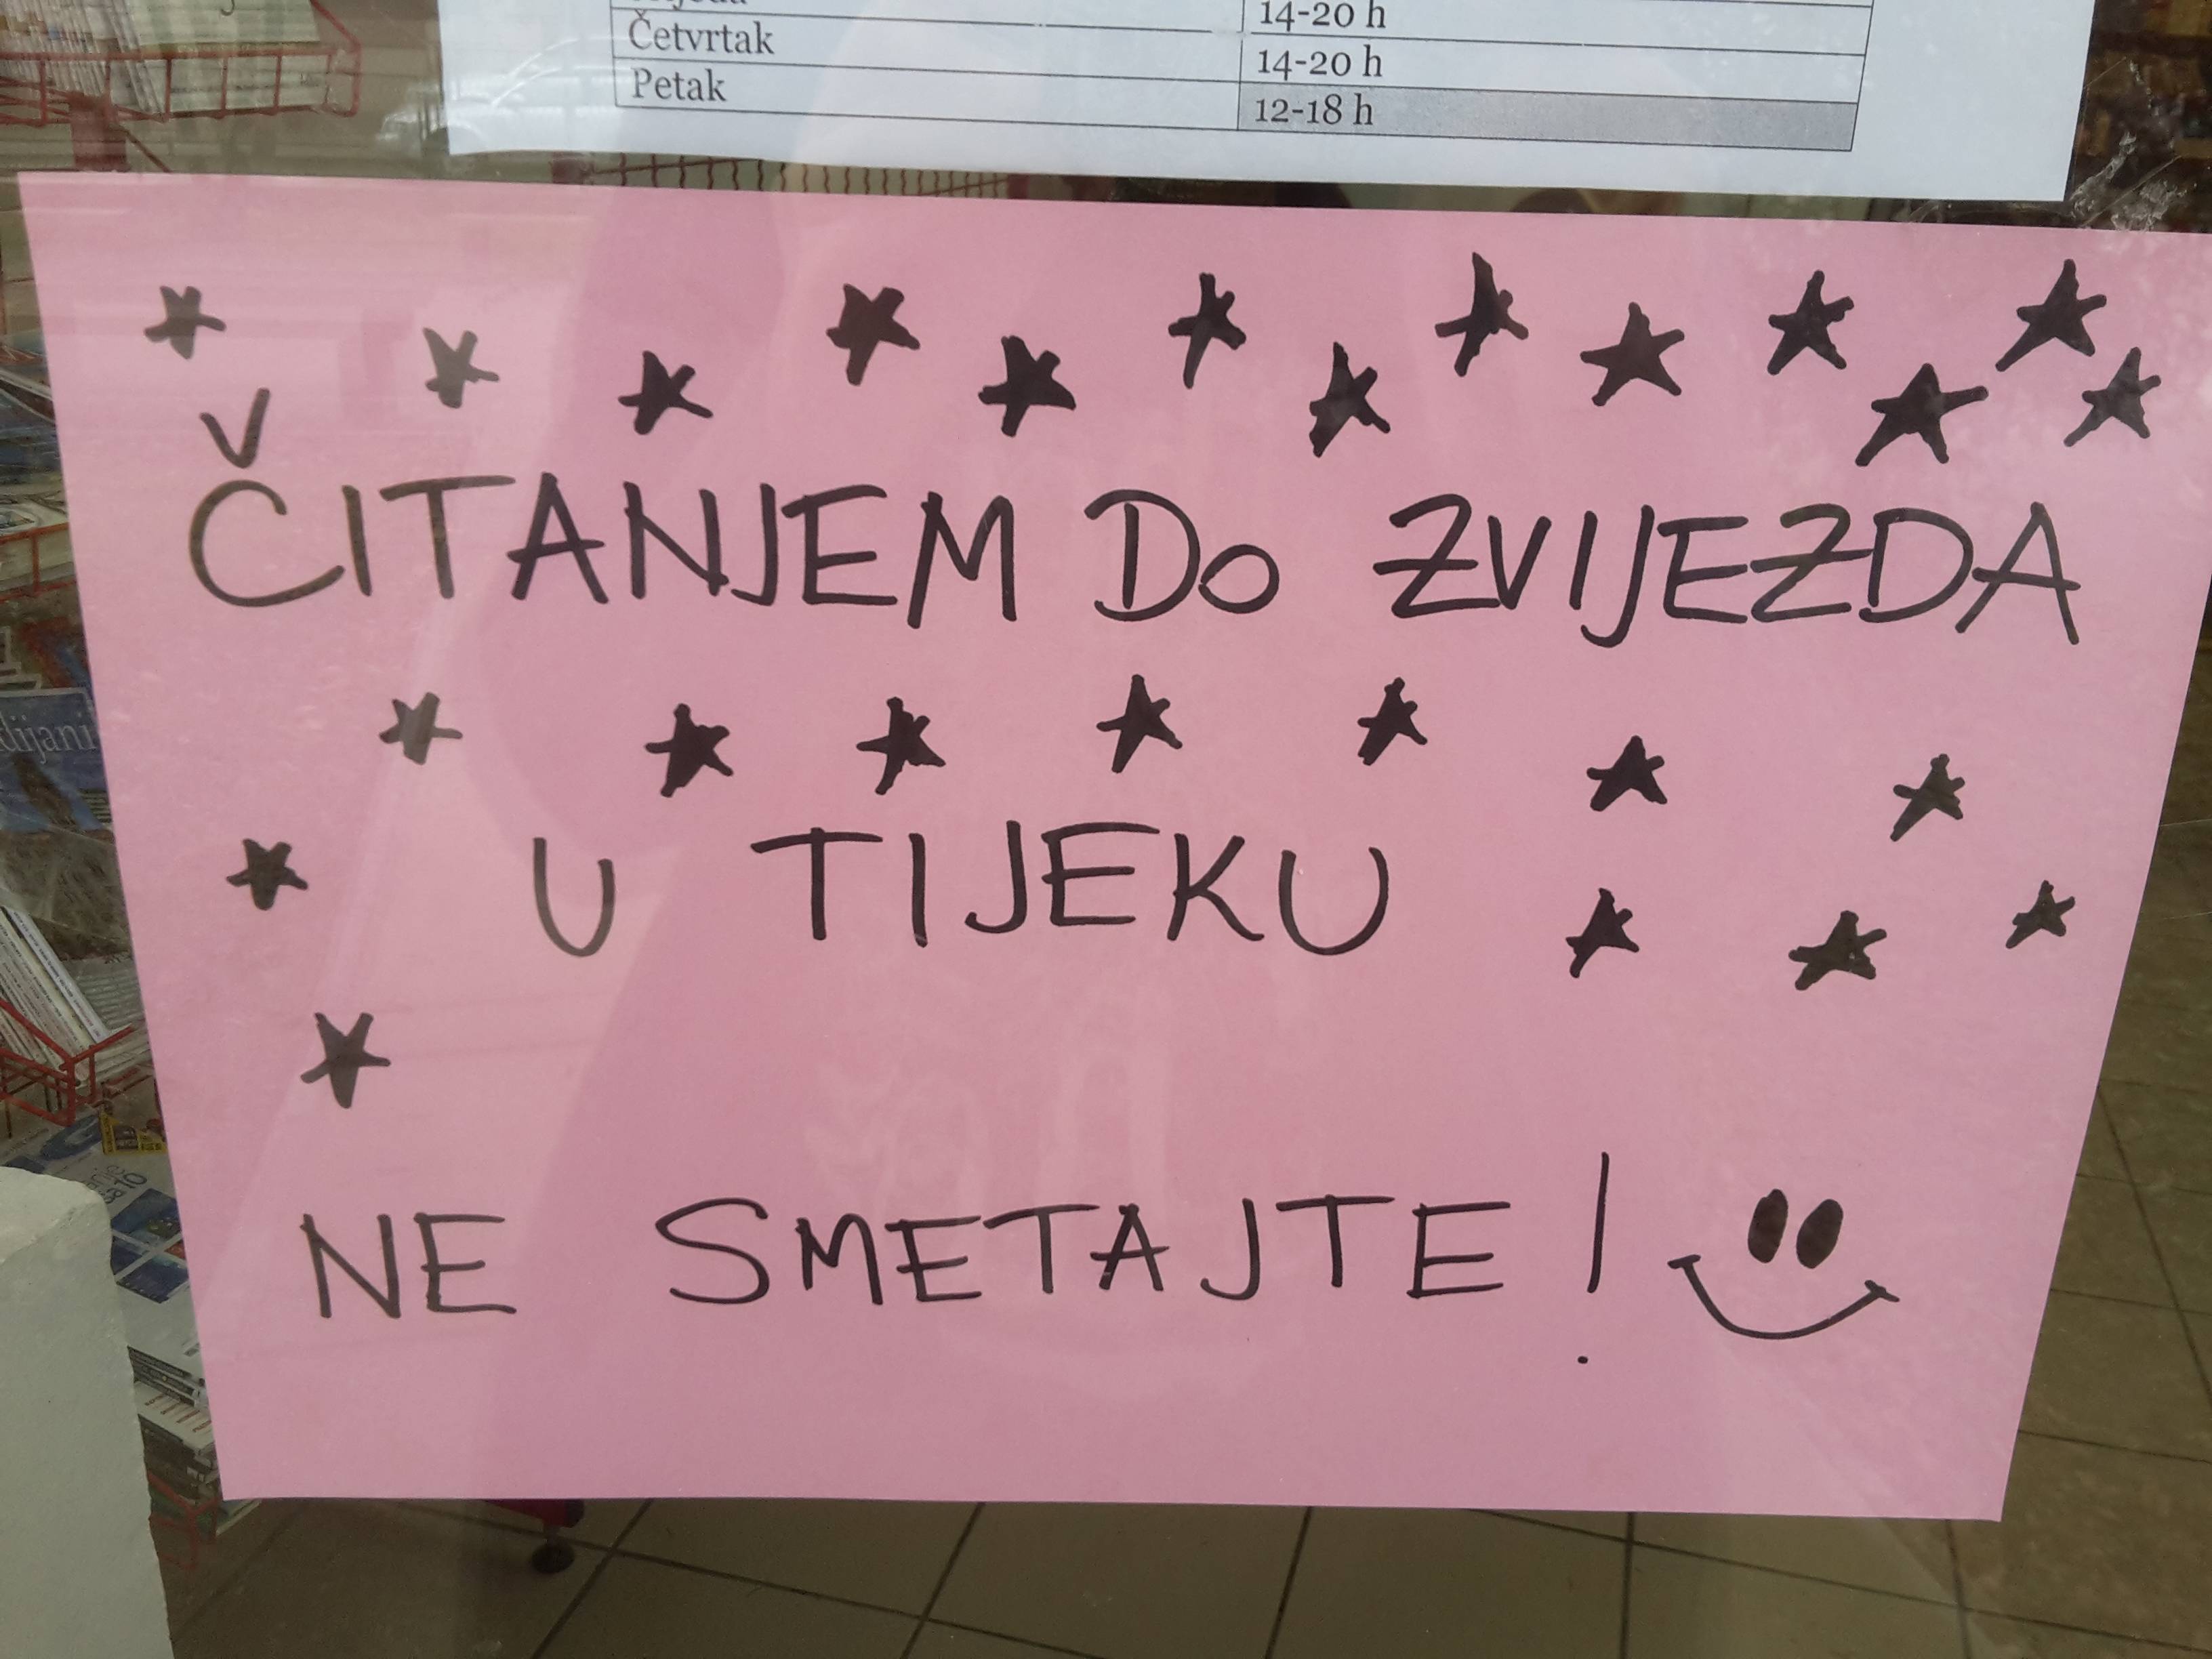 14-20 h
Četvrtak 14-20 h
Petak 12-18 h
ČITANJEM DO ZVIJEZDA
U TIJEKU
NE SMETAJTE!